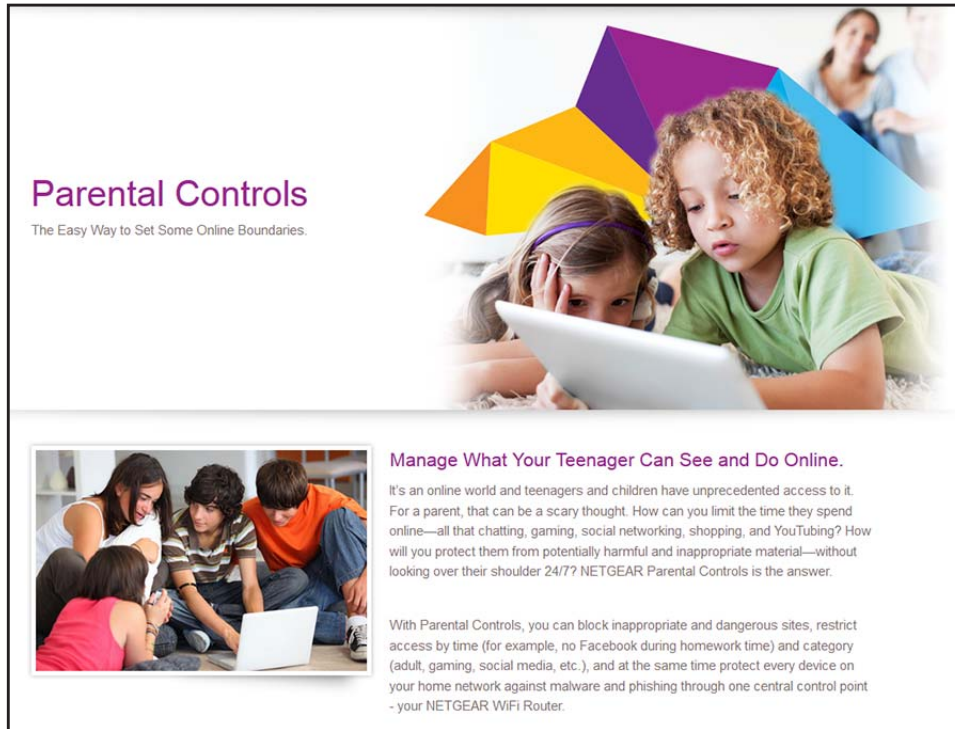 Parental Controls
The Easy Way to Set Some Online Boundaries.
Manage What Your Teenager Can See and Do Online.
It's an online world and teenagers and children have unprecedented access to it.
For a parent, that can be a scary thought. How can you limit the time they spend
online—all that chatting, gaming, social networking, shopping, and YouTubing? How
will you protect them from potentially harmful and inappropriate material—without
looking over their shoulder 24/7? NETGEAR Parental Controls is the answer.
With Parental Controls, you can block inappropriate and dangerous sites, restrict
access by time (for example, no Facebook during homework time) and category
(adult, gaming, social media, etc.), and at the same time protect every device on
your home network against malware and phishing through one central control point
- your NETGEAR WiFi Router.